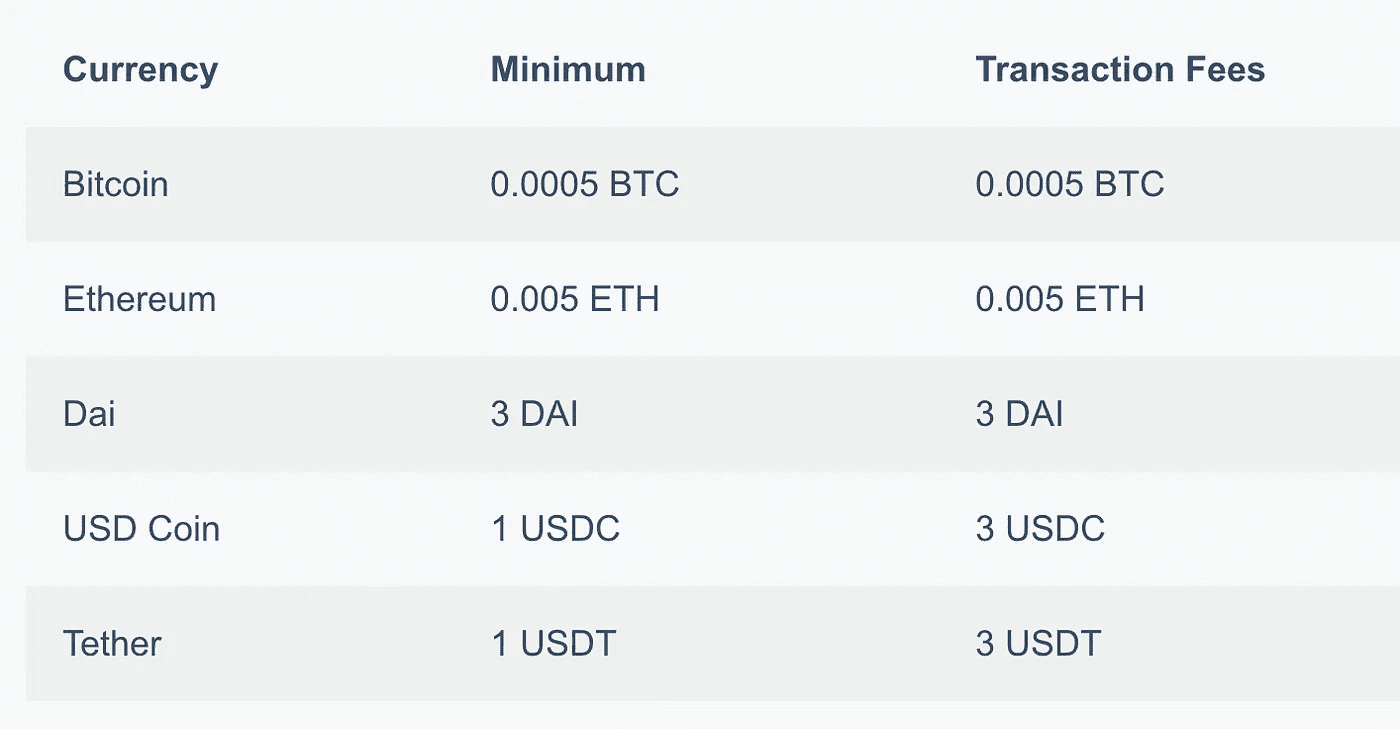 Currency Minimum Transaction Fees
Bitcoin 0.0005 BTC 0.0005 BTC
Ethereum 0.005 ETH 0.005 ETH
Dai 3 DAI 3 DAI
USD Coin 1 USDC 3 USDC
Tether 1 USDT 3 USDT